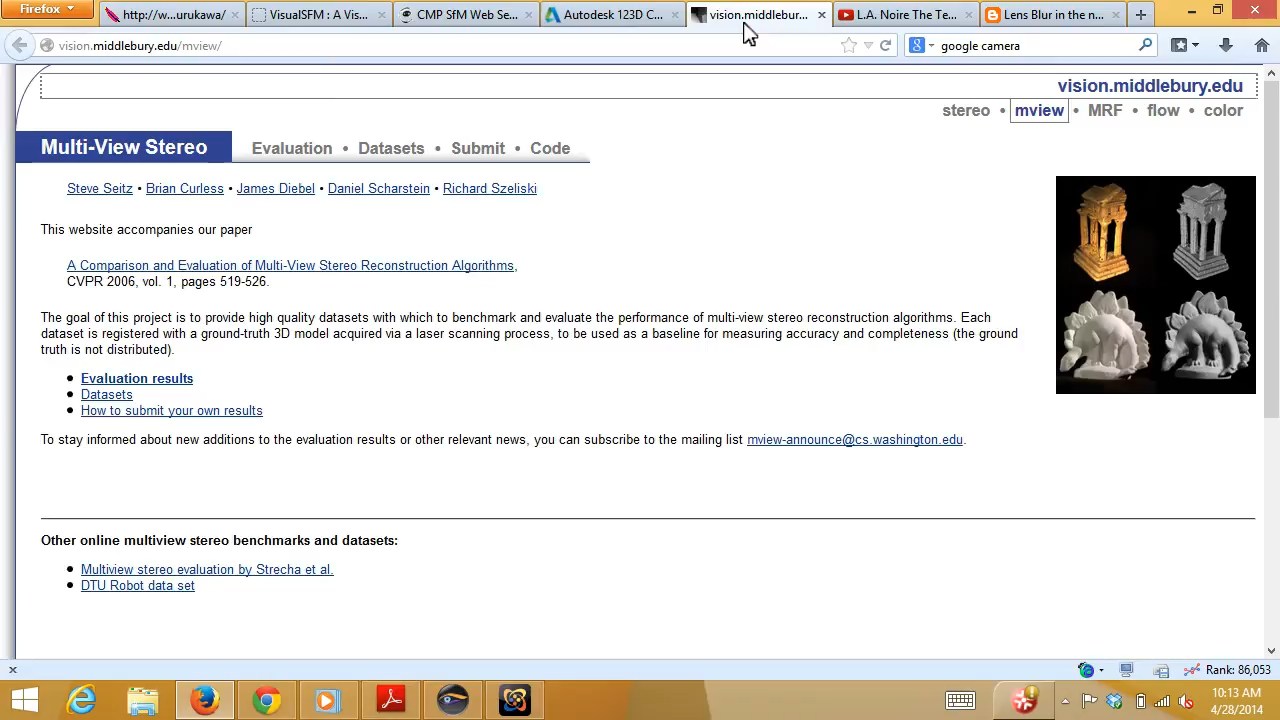 Firefox
http://w...urukawa/
VisualSFM : A Vis...
CMP SfM Web Se...
Autodesk 123D C...
vision.middlebur...
L.A. Noire The Te...
Lens Blur in the n...
vision.middlebury.edu/mview/
google camera
vision.middlebury.edu
stereo • mview • MRF • flow • color
Multi-View Stereo
Evaluation • Datasets • Submit • Code
Steve Seitz • Brian Curless • James Diebel • Daniel Scharstein • Richard Szeliski
This website accompanies our paper
A Comparison and Evaluation of Multi-View Stereo Reconstruction Algorithms,
CVPR 2006, vol. 1, pages 519-526.
The goal of this project is to provide high quality datasets with which to benchmark and evaluate the performance of multi-view stereo reconstruction algorithms. Each
dataset is registered with a ground-truth 3D model acquired via a laser scanning process, to be used as a baseline for measuring accuracy and completeness (the ground
truth is not distributed).
• Evaluation results
• Datasets
• How to submit your own results
To stay informed about new additions to the evaluation results or other relevant news, you can subscribe to the mailing list mview-announce@cs.washington.edu.
Other online multiview stereo benchmarks and datasets:
• Multiview stereo evaluation by Strecha et al.
• DTU Robot data set
Rank: 86,053
10:13 AM
4/28/2014